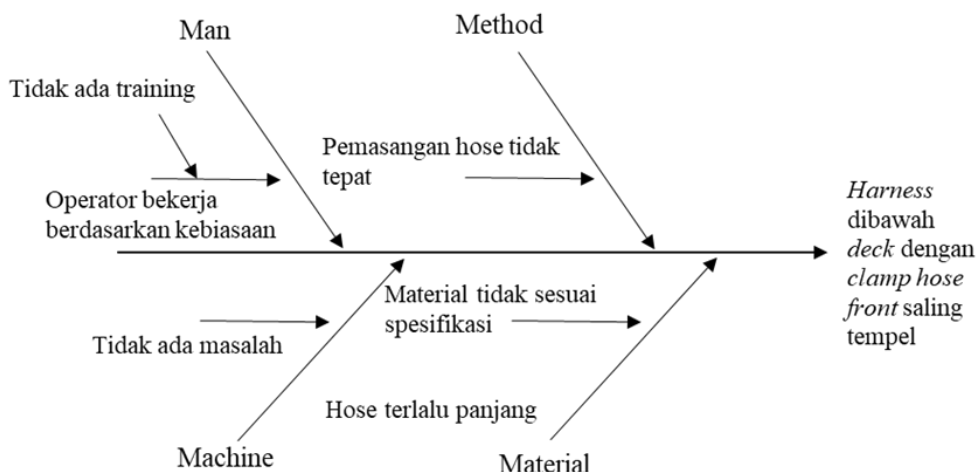 Man
Method
Tidak ada training
Pemasangan hose tidak
tepat
Operator bekerja
berdasarkan kebiasaan
Harness
dibawah
deck dengan
clamp hose
front saling
tempel
Material tidak sesuai
spesifikasi
Tidak ada masalah
Hose terlalu panjang
Machine
Material